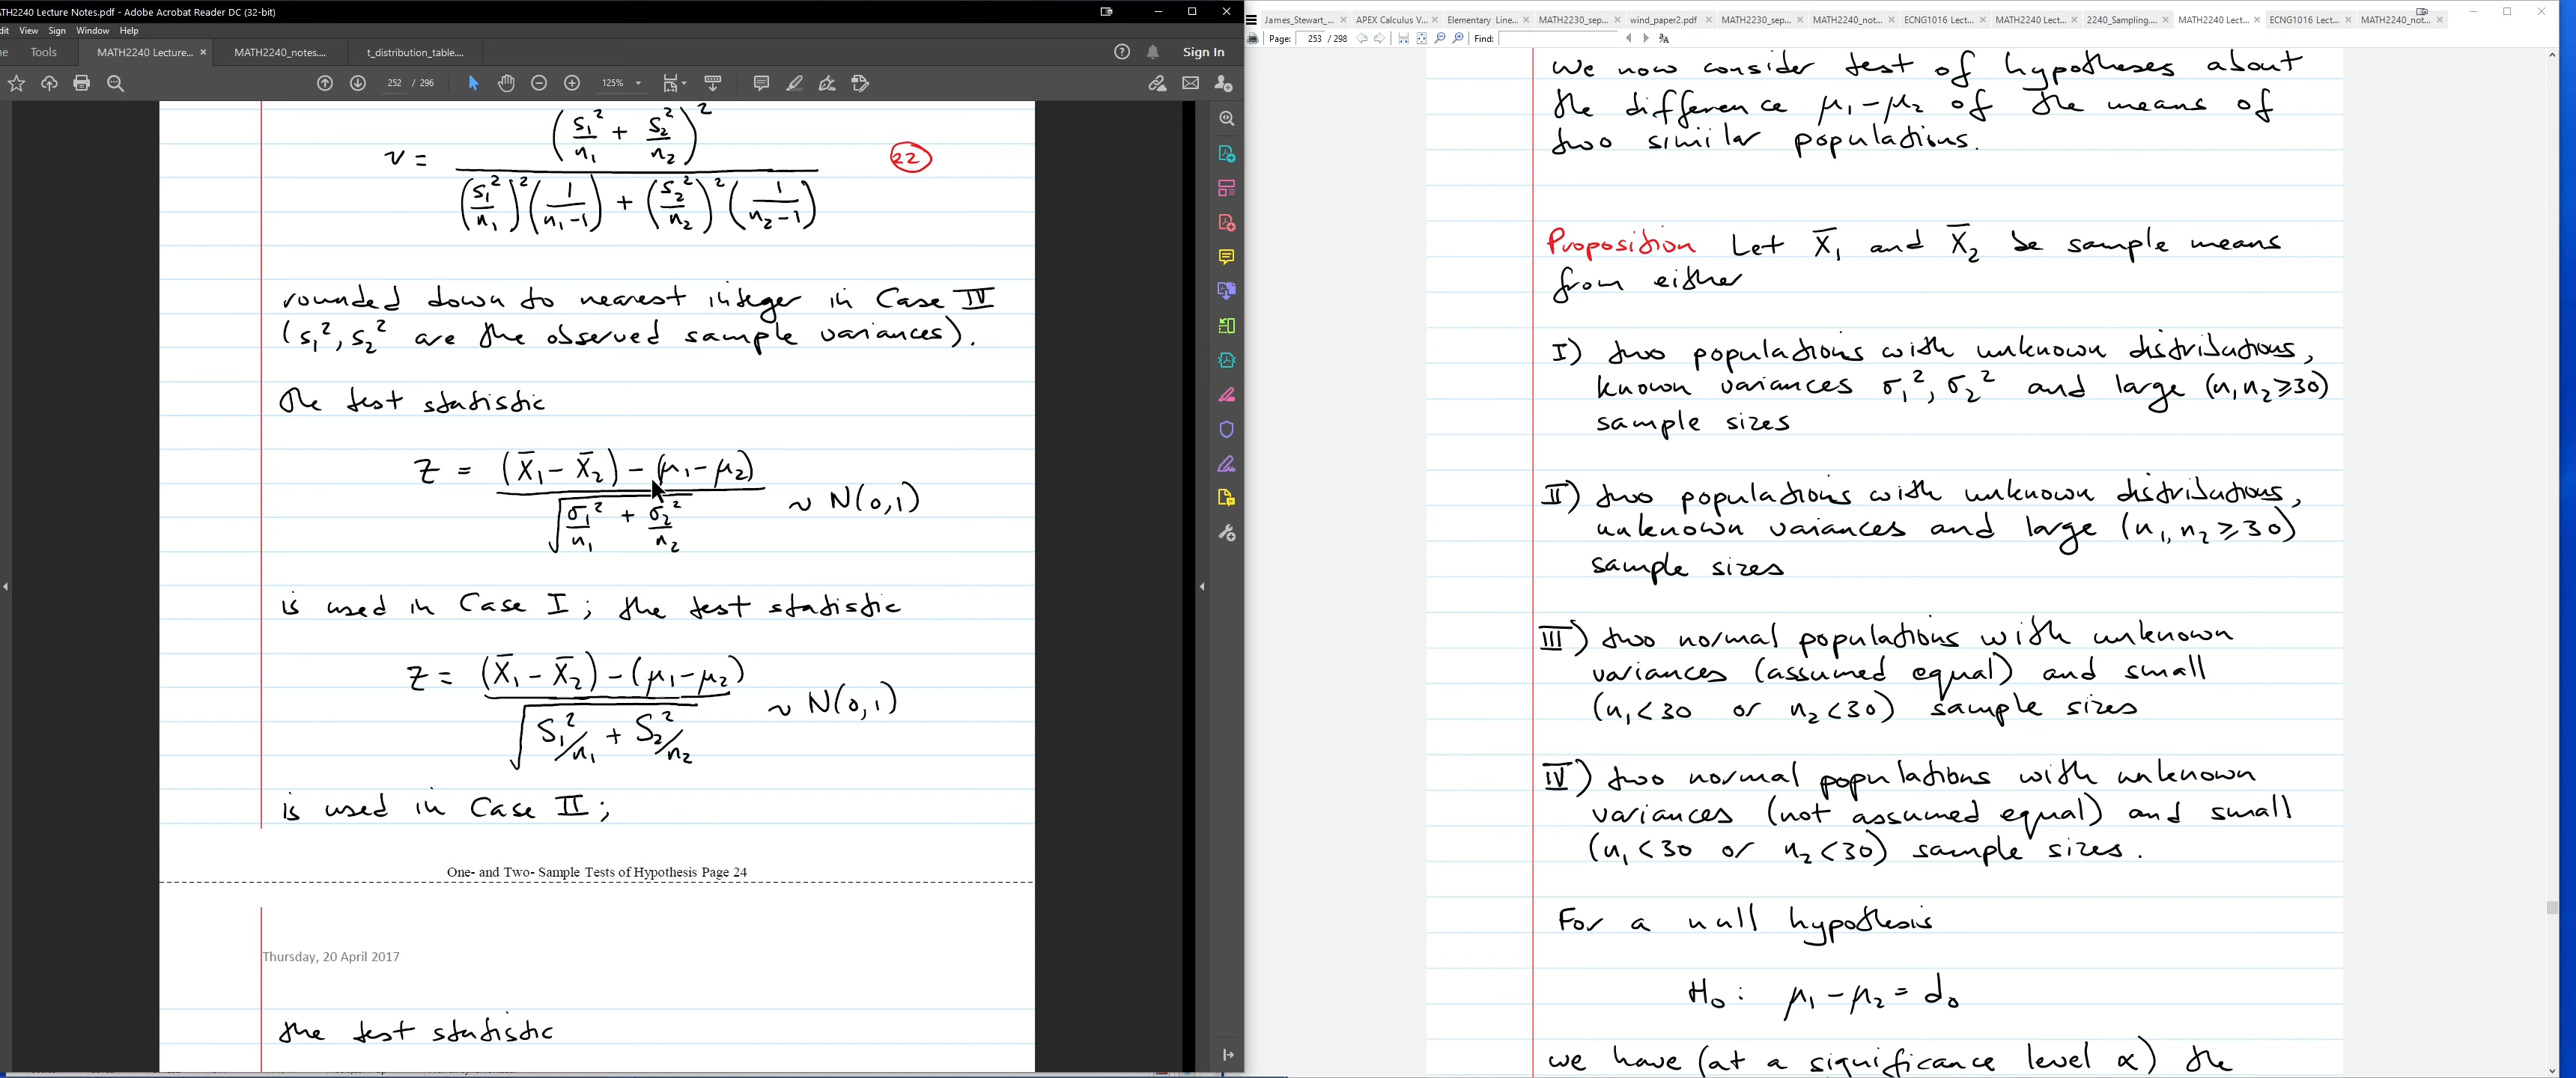 ATH2240 Lecture Notes.pdf - Adobe Acrobat Reader DC (32-bit)
dit View Sign Window Help
me Tools MATH2240 Lecture... × MATH2240_notes.... t_distribution_table.... Sign In
252 / 296 125%
ν = (s₁²/n₁ + s₂²/n₂)² / ((s₁²/n₁)² (1/(n₁-1)) + (s₂²/n₂)² (1/(n₂-1))) 22
rounded down to nearest integer in Case IV
(s₁², s₂² are the observed sample variances).
The test statistic
Z = ((X̄₁ - X̄₂) - (μ₁ - μ₂)) / √(σ₁²/n₁ + σ₂²/n₂) ~ N(0,1)
is used in Case I; the test statistic
Z = ((X̄₁ - X̄₂) - (μ₁ - μ₂)) / √(S₁²/n₁ + S₂²/n₂) ~ N(0,1)
is used in Case II;
One- and Two- Sample Tests of Hypothesis Page 24
Thursday, 20 April 2017
the test statistic
James_Stewart_... × APEX Calculus V... × Elementary Line... × MATH2230_sep... × wind_paper2.pdf × MATH2230_sep... × MATH2240_not... × ECNG1016 Lect... × MATH2240 Lect... × 2240_Sampling.... × MATH2240 Lect... × ECNG1016 Lect... × MATH2240_not... ×
Page: 253 / 298 Find:
We now consider test of hypotheses about
the difference μ₁ - μ₂ of the means of
two similar populations.
Proposition Let X̄₁ and X̄₂ be sample means
from either
I) two populations with unknown distributions,
known variances σ₁², σ₂² and large (n, n₂ ≥ 30)
sample sizes
II) two populations with unknown distributions,
unknown variances and large (n₁, n₂ ≥ 30)
sample sizes
III) two normal populations with unknown
variances (assumed equal) and small
(n₁ < 30 or n₂ < 30) sample sizes
IV) two normal populations with unknown
variances (not assumed equal) and small
(n₁ < 30 or n₂ < 30) sample sizes.
For a null hypothesis
H₀: μ₁ - μ₂ = d₀
we have (at a significance level α) the